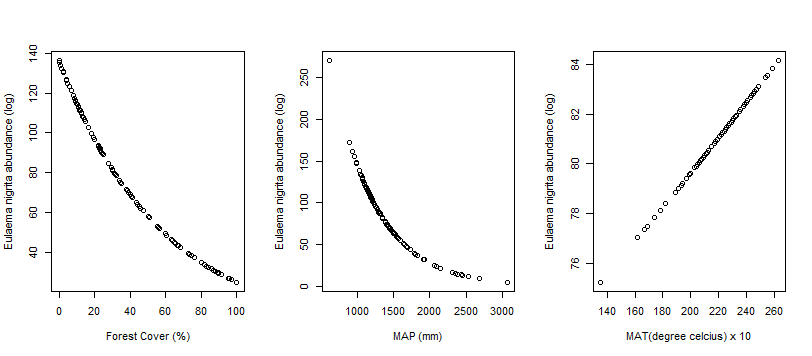 Eulaema nigrita abundance (log)
140
120
100
80
60
40
0 20 40 60 80 100
Forest Cover (%)
Eulaema nigrita abundance (log)
250
200
150
100
50
0
1000 1500 2000 2500 3000
MAP (mm)
Eulaema nigrita abundance (log)
84
82
80
78
76
140 160 180 200 220 240 260
MAT(degree celcius) x 10